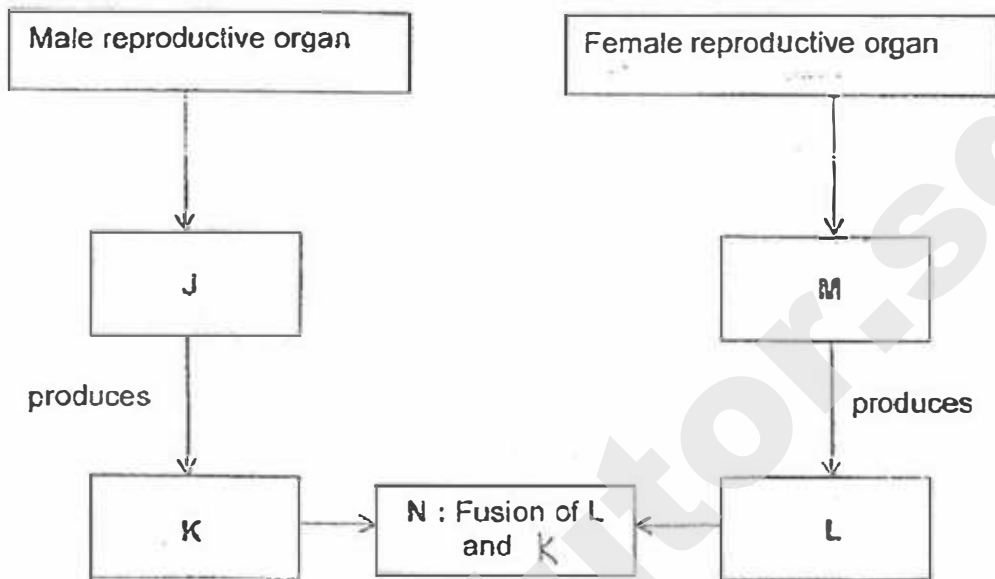 Male reproductive organ
Female reproductive organ
J
M
produces
produces
K
N : Fusion of L
and K
L